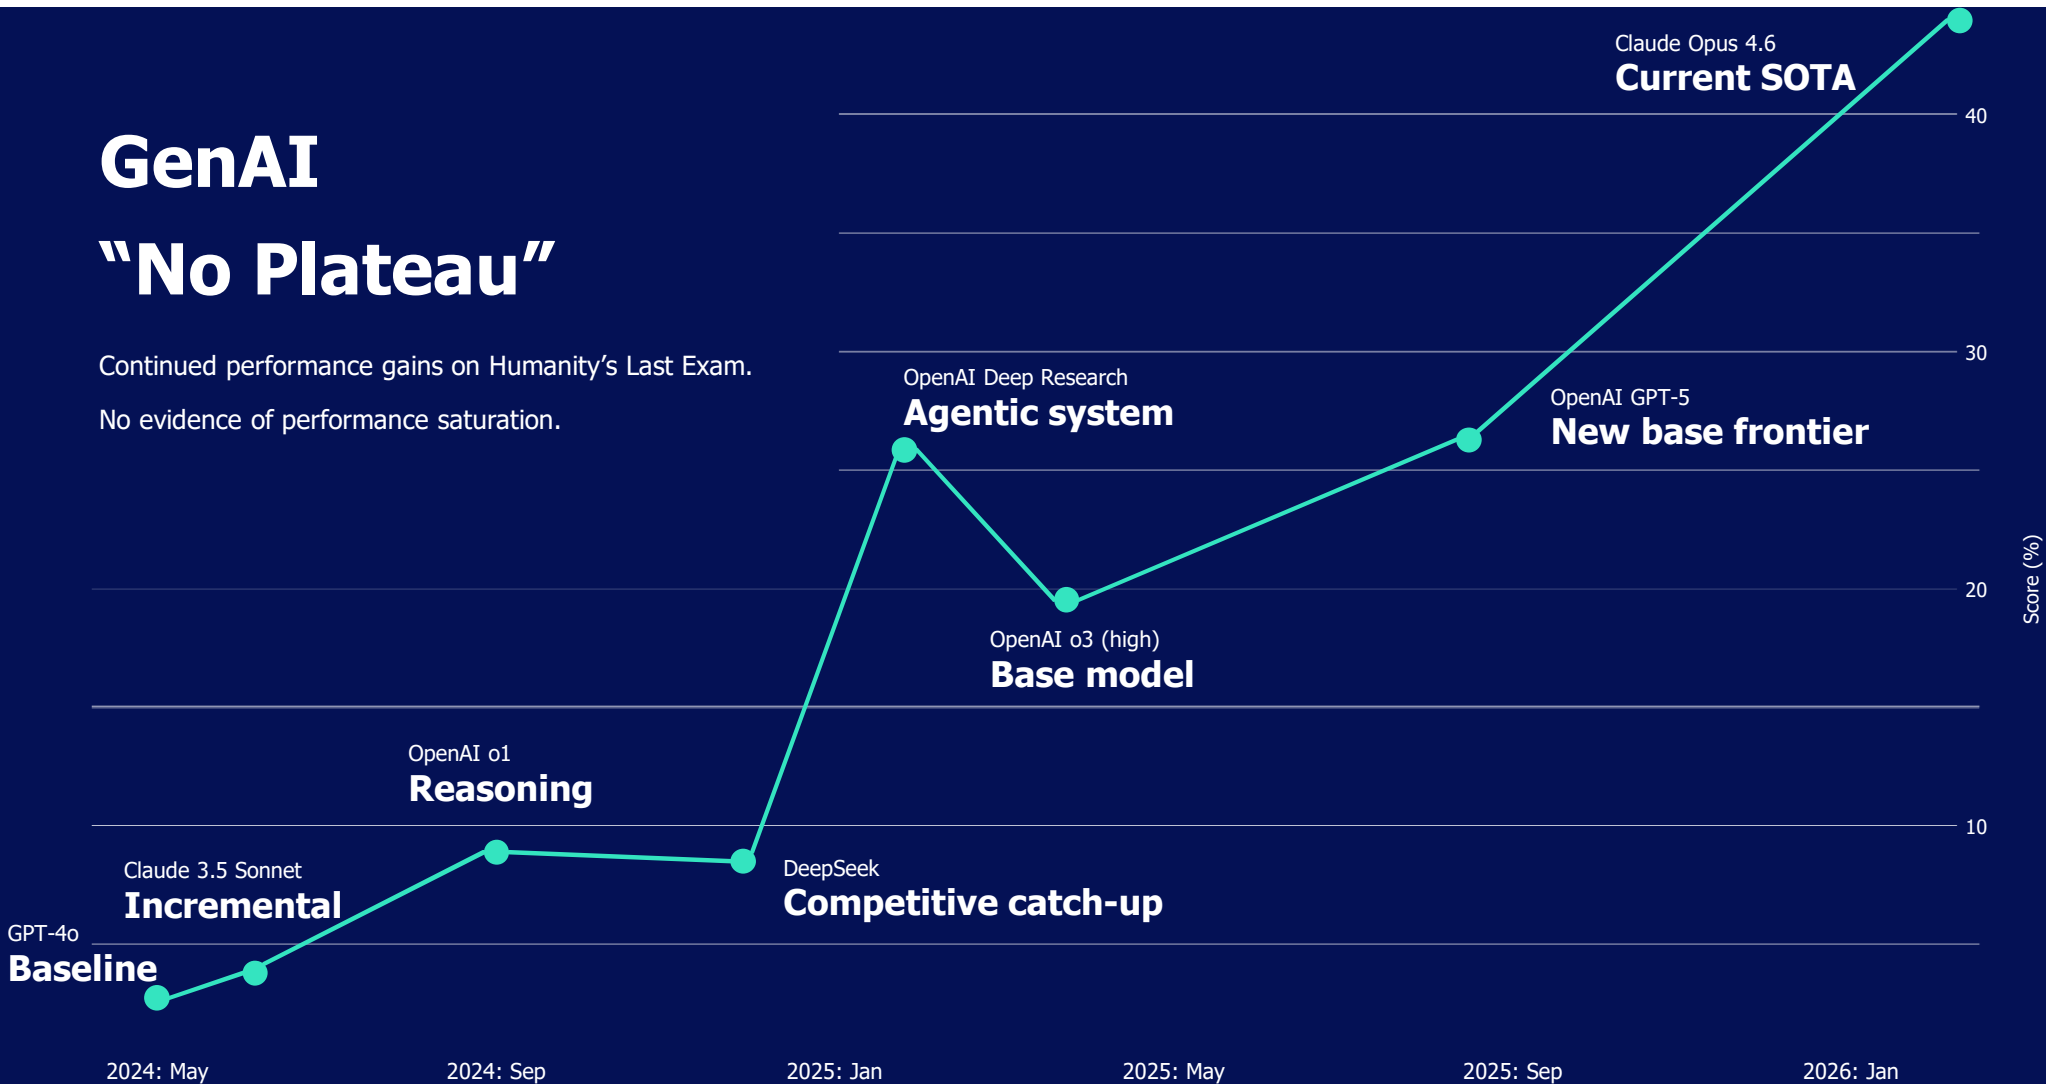 GenAI
“No Plateau”
Continued performance gains on Humanity’s Last Exam.
No evidence of performance saturation.
Claude Opus 4.6
Current SOTA
40
30
OpenAI Deep Research
Agentic system
OpenAI GPT-5
New base frontier
20
Score (%)
OpenAI o3 (high)
Base model
OpenAI o1
Reasoning
10
Claude 3.5 Sonnet
Incremental
DeepSeek
Competitive catch-up
GPT-4o
Baseline
2024: May
2024: Sep
2025: Jan
2025: May
2025: Sep
2026: Jan